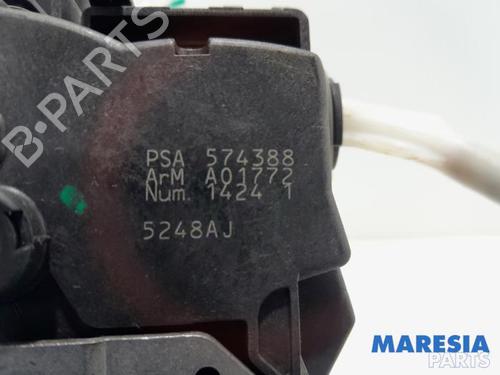 PSA 574388
ArM A01772
Num. 1424 1
5248AJ
B-PARTS
MARESIA
PARTS